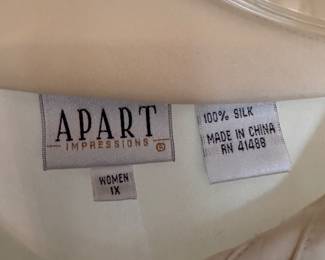 APART
IMPRESSIONS ®
WOMEN
1X
100% SILK
MADE IN CHINA
RN 41488